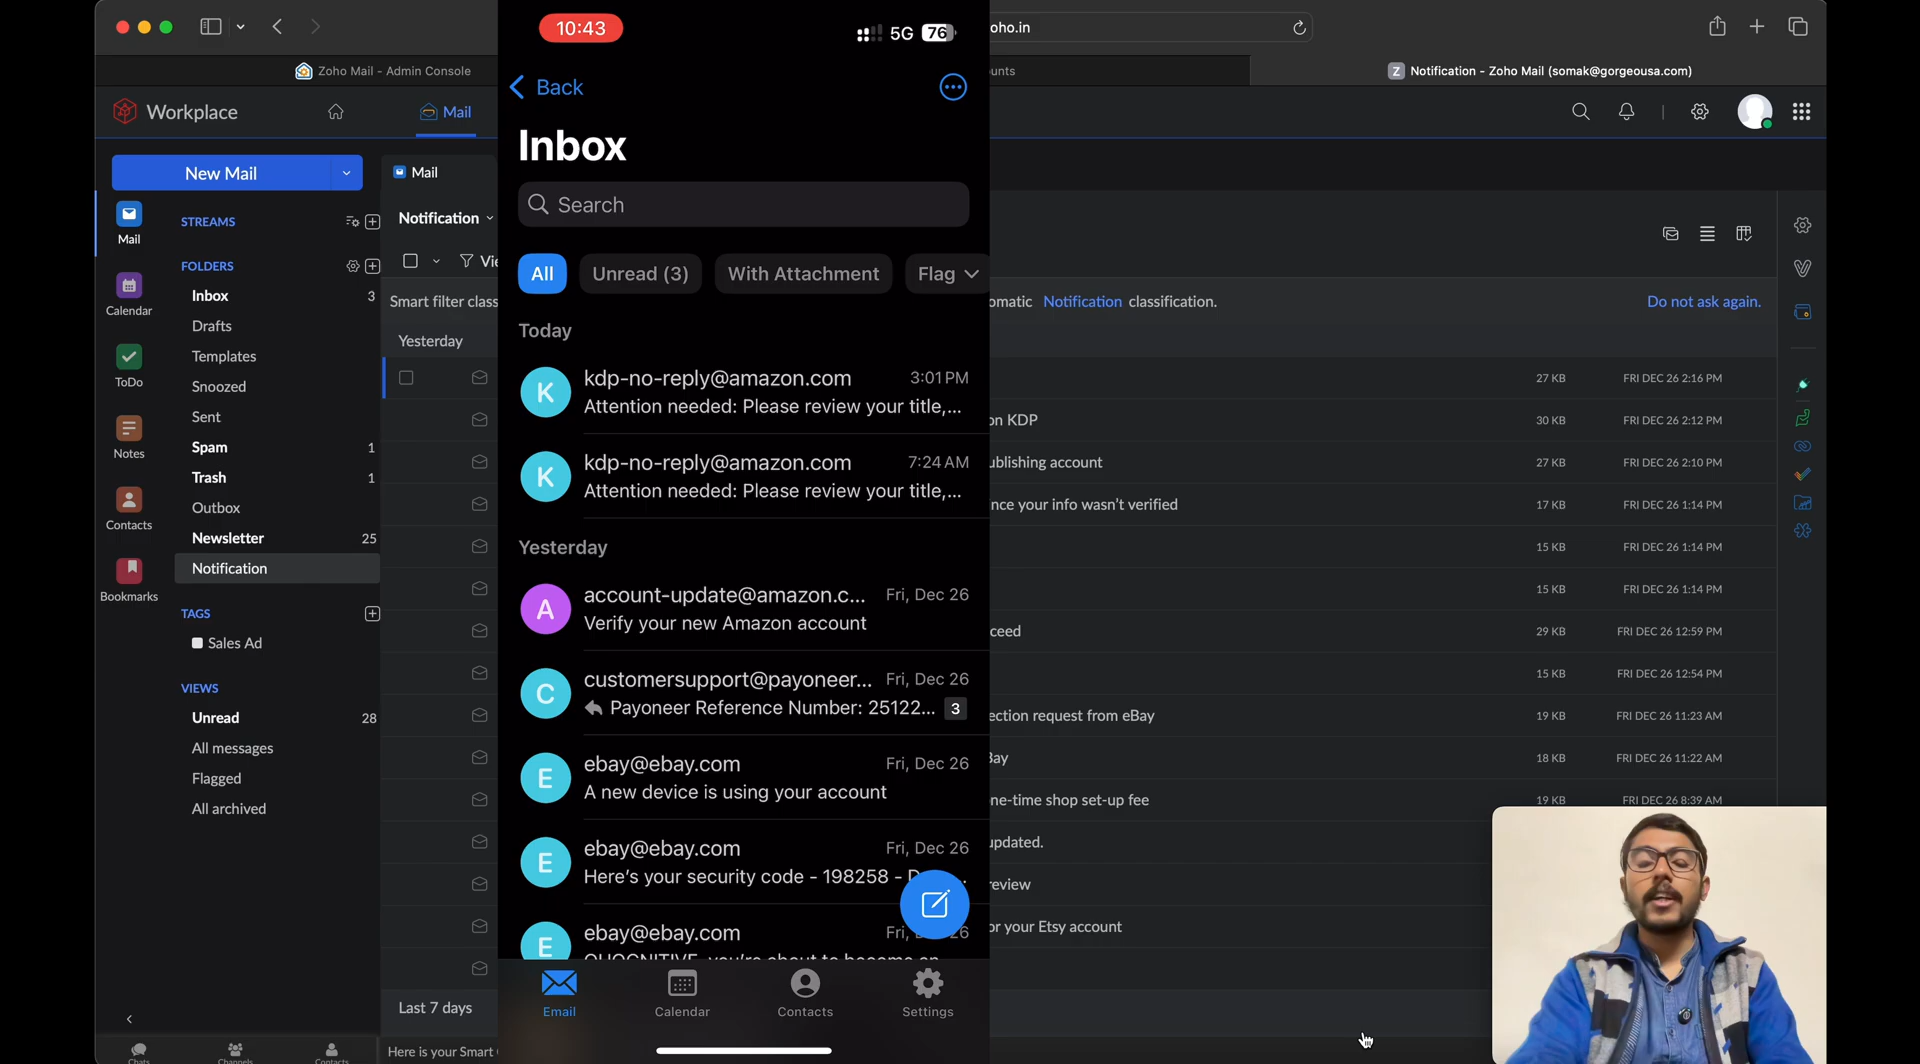 10:43
5G 76
oho.in
Zoho Mail - Admin Console
unts
Z Notification - Zoho Mail (somak@gorgeousa.com)
Workplace
Mail
Back
Inbox
Search
New Mail
Mail
Mail
Calendar
ToDo
Notes
Contacts
Bookmarks
STREAMS
FOLDERS
Inbox 3
Drafts
Templates
Snoozed
Sent
Spam 1
Trash 1
Outbox
Newsletter 25
Notification
TAGS
Sales Ad
VIEWS
Unread 28
All messages
Flagged
All archived
Notification
Vie
Smart filter class
Yesterday
Last 7 days
Here is your Smart
Chats
Channels
Contacts
All
Unread (3)
With Attachment
Flag
Today
K
kdp-no-reply@amazon.com 3:01 PM
Attention needed: Please review your title,...
K
kdp-no-reply@amazon.com 7:24 AM
Attention needed: Please review your title,...
Yesterday
A
account-update@amazon.c... Fri, Dec 26
Verify your new Amazon account
C
customersupport@payoneer... Fri, Dec 26
Payoneer Reference Number: 25122... 3
E
ebay@ebay.com Fri, Dec 26
A new device is using your account
E
ebay@ebay.com Fri, Dec 26
Here's your security code - 198258 -
E
ebay@ebay.com
Email
Calendar
Contacts
Settings
omatic Notification classification.
Do not ask again.
27 KB FRI DEC 26 2:16 PM
on KDP 30 KB FRI DEC 26 2:12 PM
ublishing account 27 KB FRI DEC 26 2:10 PM
nce your info wasn't verified 17 KB FRI DEC 26 1:14 PM
15 KB FRI DEC 26 1:14 PM
15 KB FRI DEC 26 1:14 PM
ceed 29 KB FRI DEC 26 12:59 PM
15 KB FRI DEC 26 12:54 PM
ection request from eBay 19 KB FRI DEC 26 11:23 AM
Bay 18 KB FRI DEC 26 11:22 AM
one-time shop set-up fee 19 KB FRI DEC 26 8:39 AM
updated.
review
or your Etsy account